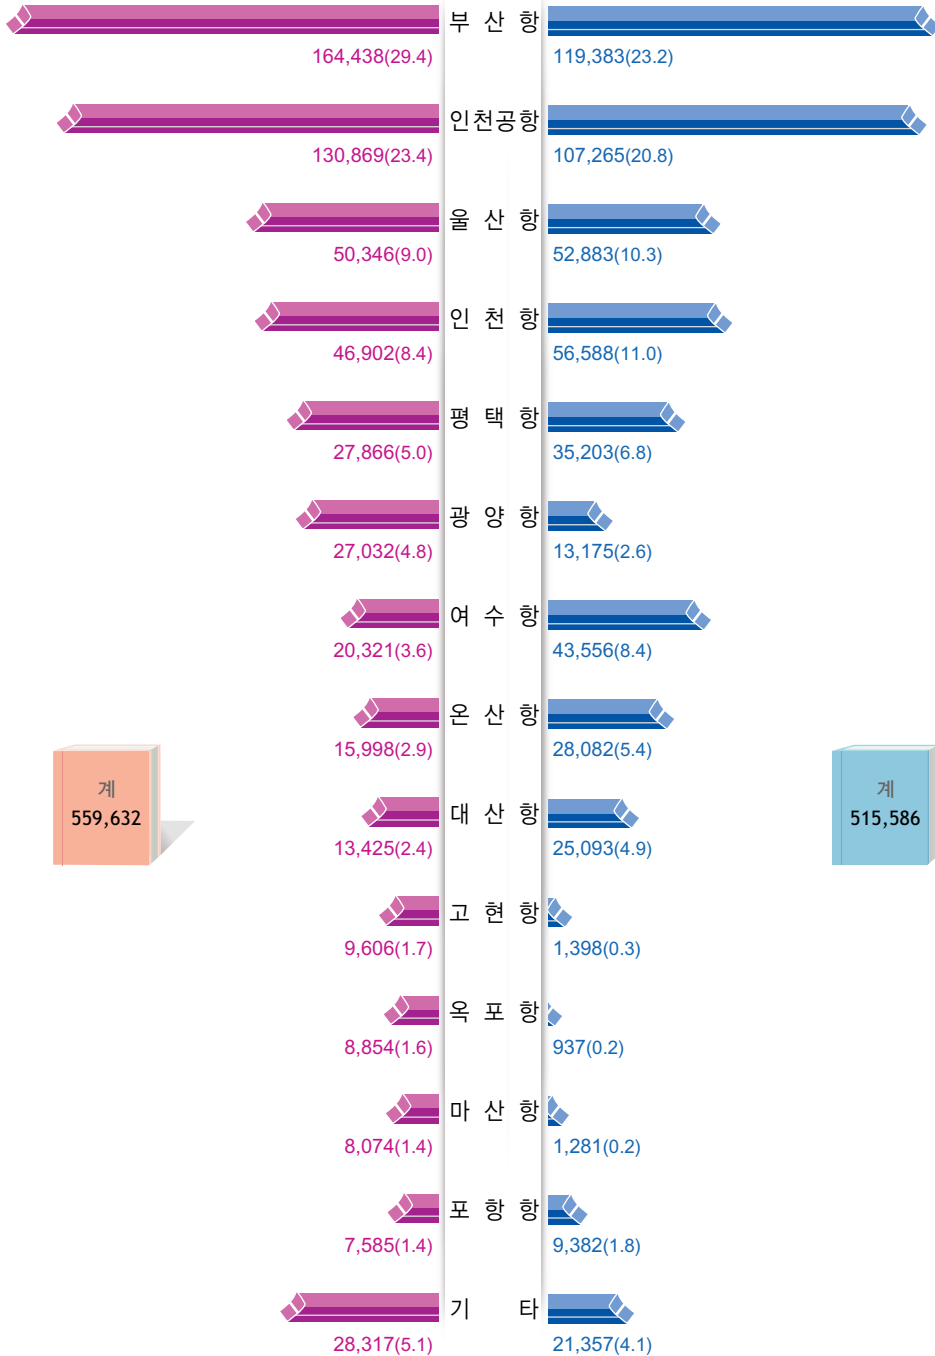 부 산 항
164,438(29.4) 119,383(23.2)
인천공항
130,869(23.4) 107,265(20.8)
울 산 항
50,346(9.0) 52,883(10.3)
인 천 항
46,902(8.4) 56,588(11.0)
평 택 항
27,866(5.0) 35,203(6.8)
광 양 항
27,032(4.8) 13,175(2.6)
여 수 항
20,321(3.6) 43,556(8.4)
온 산 항
15,998(2.9) 28,082(5.4)
계 계
559,632 515,586
대 산 항
13,425(2.4) 25,093(4.9)
고 현 항
9,606(1.7) 1,398(0.3)
옥 포 항
8,854(1.6) 937(0.2)
마 산 항
8,074(1.4) 1,281(0.2)
포 항 항
7,585(1.4) 9,382(1.8)
기 타
28,317(5.1) 21,357(4.1)